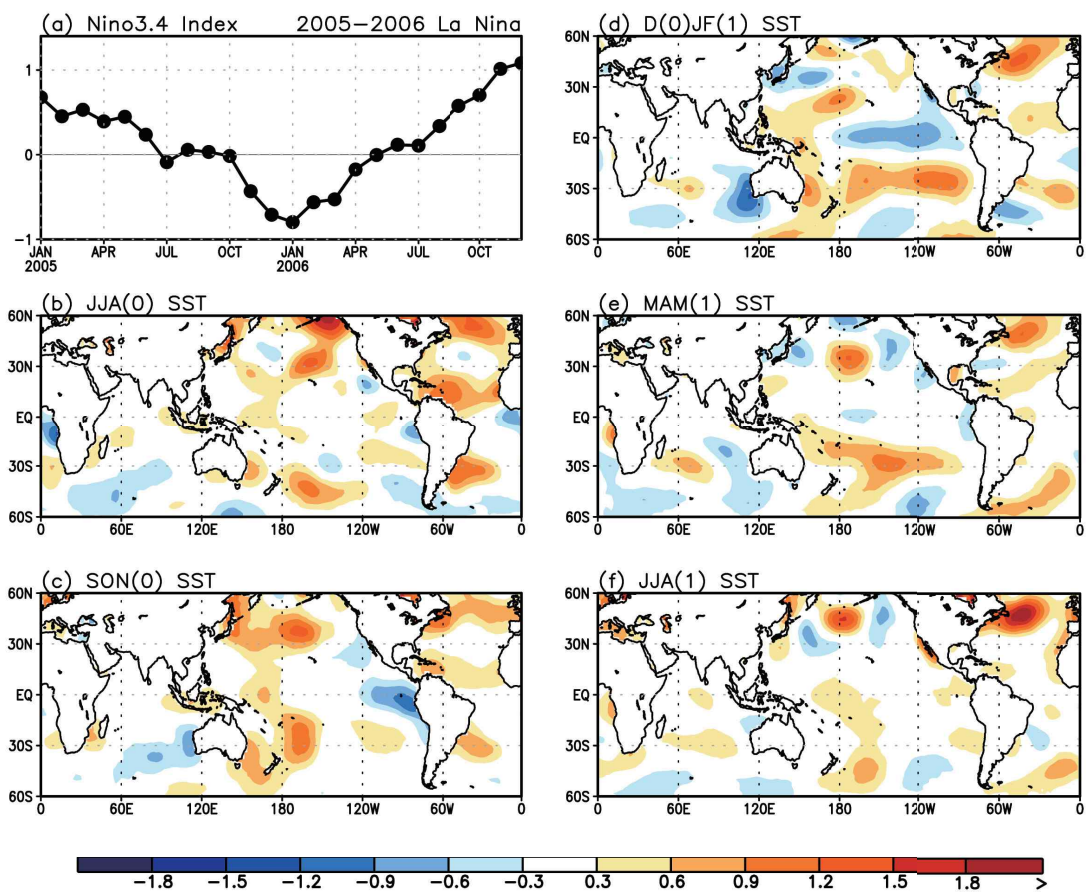 (a) Nino3.4 Index 2005−2006 La Nina
1
0
−1
JAN APR JUL OCT JAN APR JUL OCT
2005 2006
(b) JJA(0) SST
60N
30N
EQ
30S
60S
0 60E 120E 180 120W 60W 0
(c) SON(0) SST
60N
30N
EQ
30S
60S
0 60E 120E 180 120W 60W 0
(d) D(0)JF(1) SST
60N
30N
EQ
30S
60S
0 60E 120E 180 120W 60W 0
(e) MAM(1) SST
60N
30N
EQ
30S
60S
0 60E 120E 180 120W 60W 0
(f) JJA(1) SST
60N
30N
EQ
30S
60S
0 60E 120E 180 120W 60W 0
−1.8 −1.5 −1.2 −0.9 −0.6 −0.3 0.3 0.6 0.9 1.2 1.5 1.8 >